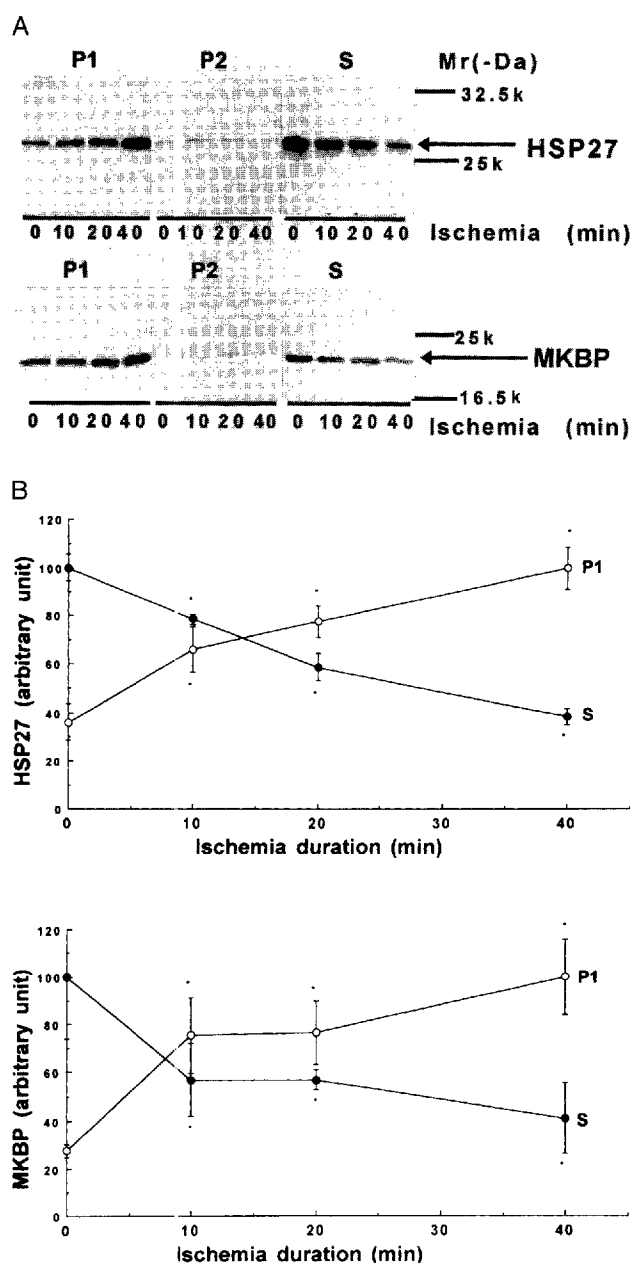 A
P1 P2 S Mr(-Da)
32.5k
HSP27
25k
0 10 20 40 0 10 20 40 0 10 20 40 Ischemia (min)
P1 P2 S
25k
MKBP
16.5k
0 10 20 40 0 10 20 40 0 10 20 40 Ischemia (min)
B
HSP27 (arbitrary unit)
120
100
80
60
40
20
0
P1
S
0 10 20 30 40
Ischemia duration (min)
MKBP (arbitrary unit)
120
100
80
60
40
20
0
P1
S
0 10 20 30 40
Ischemia duration (min)